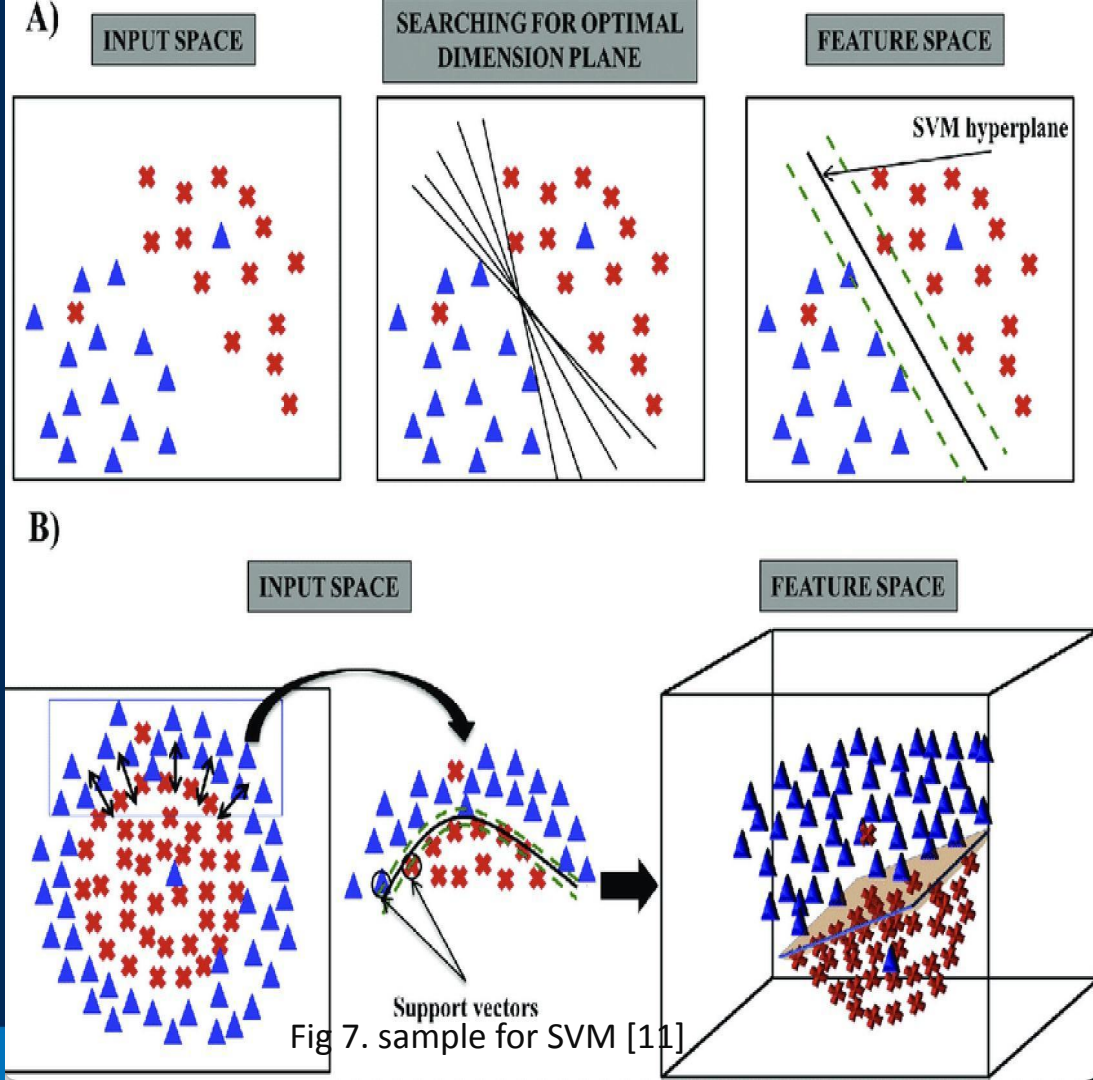 A)
INPUT SPACE
SEARCHING FOR OPTIMAL
DIMENSION PLANE
FEATURE SPACE
SVM hyperplane
B)
INPUT SPACE
FEATURE SPACE
Support vectors
Fig 7. sample for SVM [11]